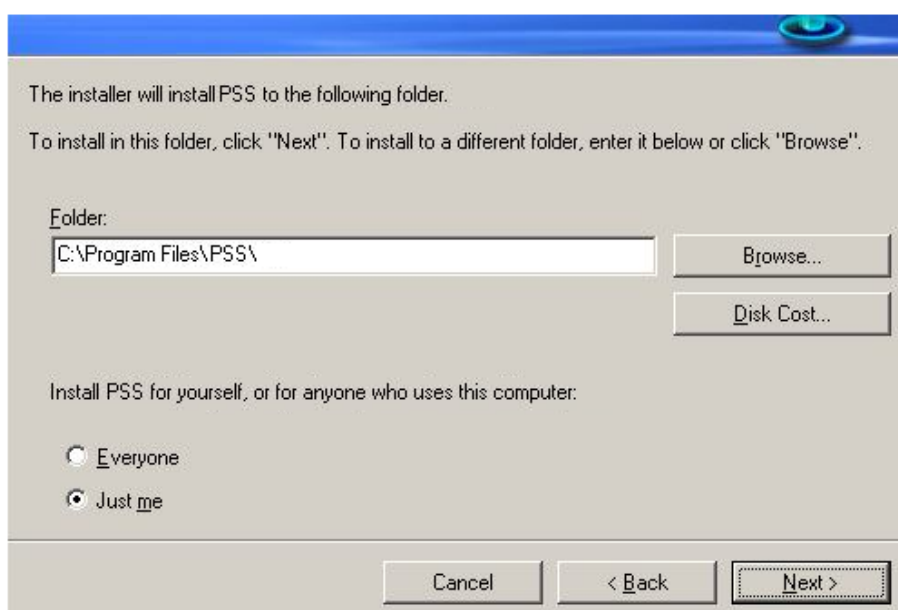 The installer will install PSS to the following folder.
To install in this folder, click "Next". To install to a different folder, enter it below or click "Browse".
Folder:
C:\Program Files\PSS\
Browse...
Disk Cost...
Install PSS for yourself, or for anyone who uses this computer:
Everyone
Just me
Cancel
< Back
Next >